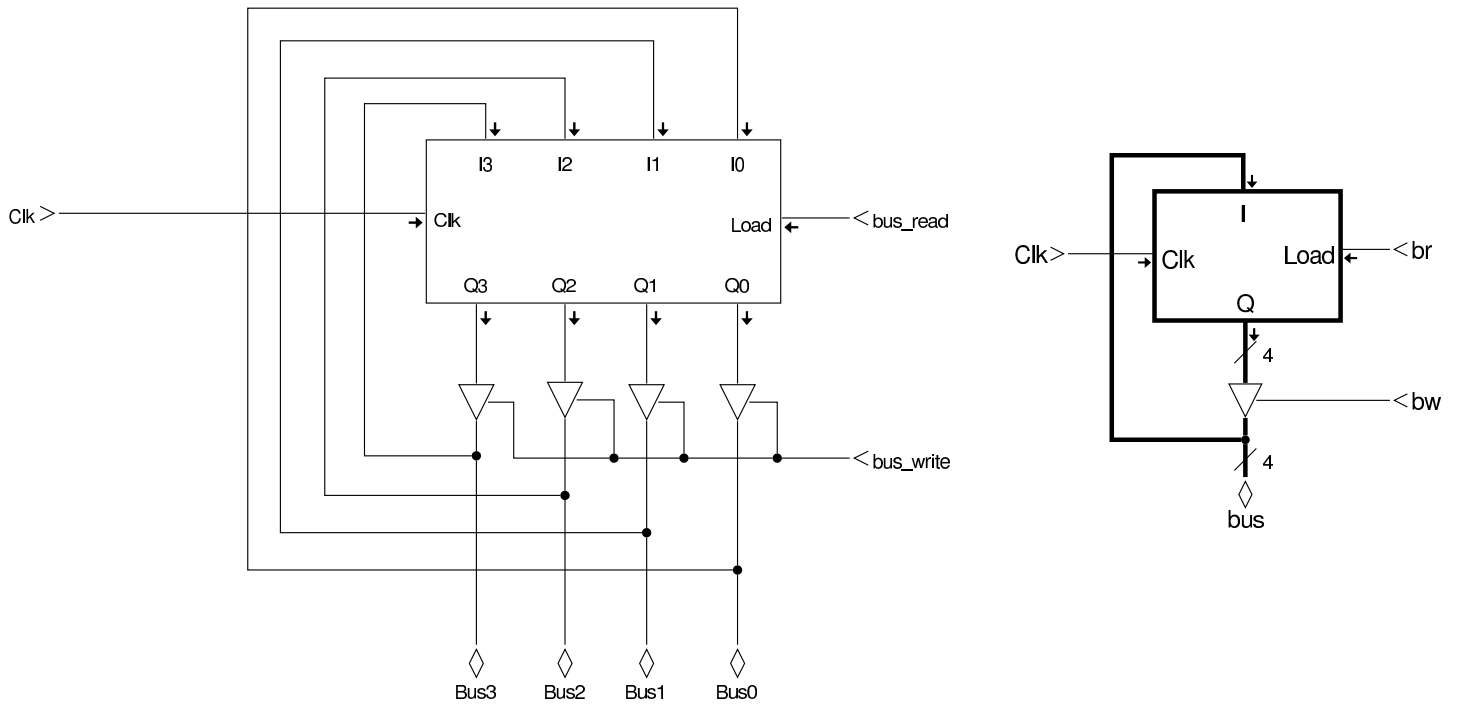 I3 I2 I1 I0
Clk Clk Load bus_read
Q3 Q2 Q1 Q0
bus_write
Bus3 Bus2 Bus1 Bus0
I
Clk Clk Load br
Q
4
bw
4
bus